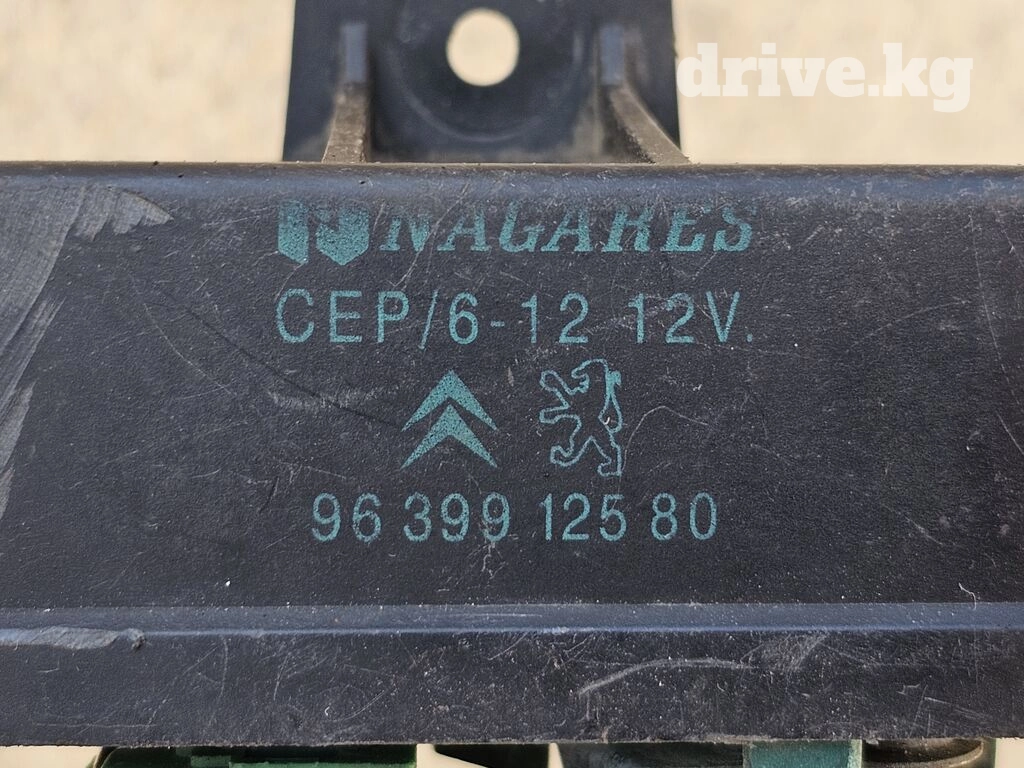 drive.kg
NAGARES
CEP/6-12 12V.
96 399 125 80